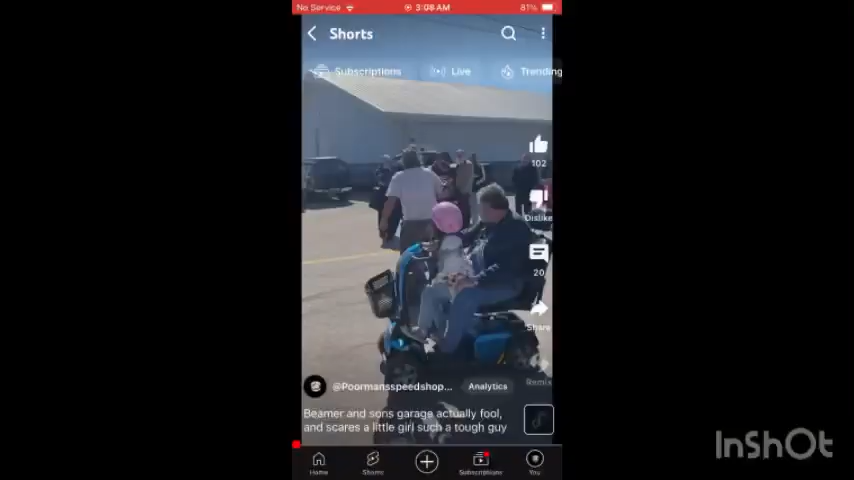 No Service 3:08 AM 81%
Shorts
Subscriptions Live Trending
102
Dislike
20
Share
Remix
@Poormansspeedshop... Analytics
Beamer and sons garage actually fool,
and scares a little girl such a tough guy
Home Shorts Subscriptions You
InShOt